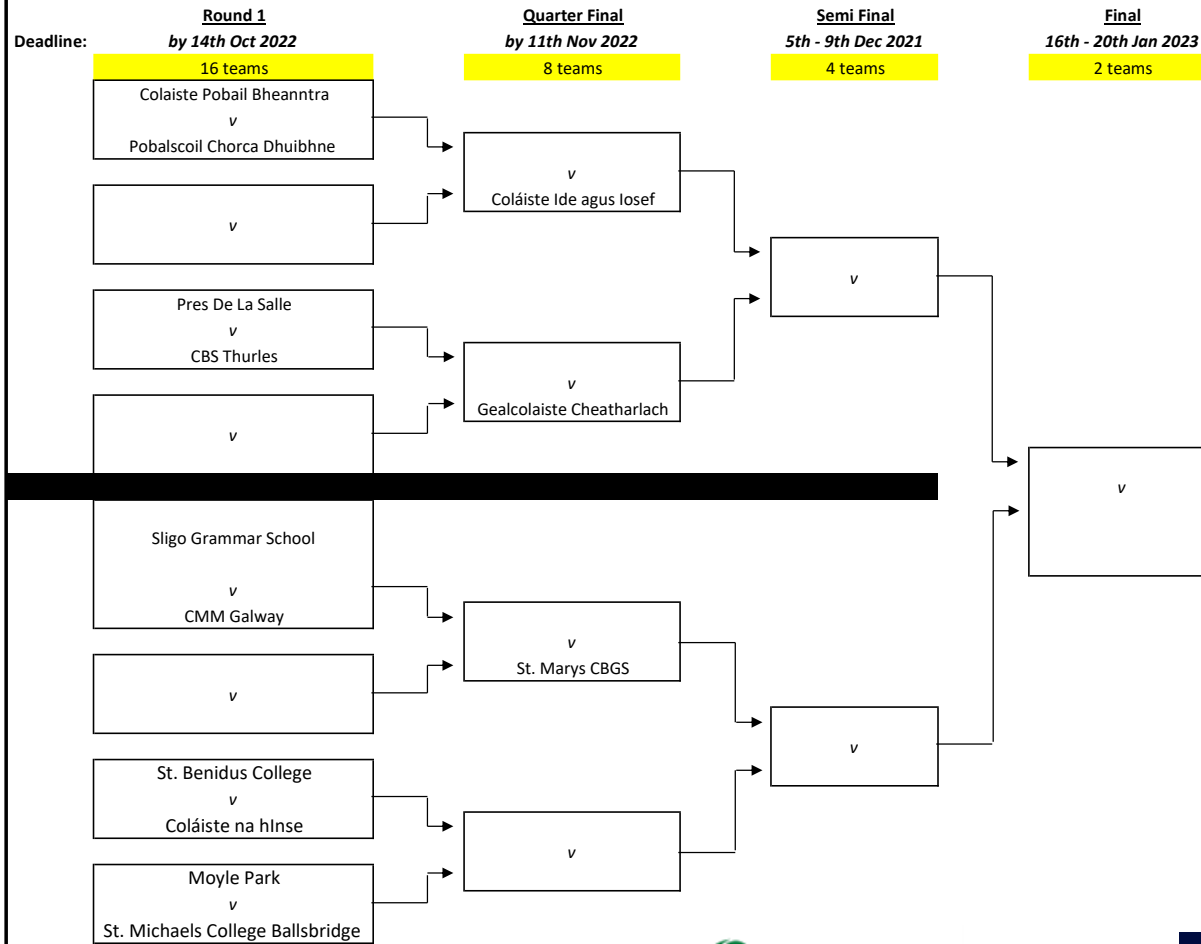 Round 1 Quarter Final Semi Final Final
Deadline: by 14th Oct 2022 by 11th Nov 2022 5th - 9th Dec 2021 16th - 20th Jan 2023
16 teams 8 teams 4 teams 2 teams
Colaiste Pobail Bheanntra
v
Pobalscoil Chorca Dhuibhne
v
Coláiste Ide agus Iosef
v
v
Pres De La Salle
v
CBS Thurles
v
Gealcolaiste Cheatharlach
v
v
Sligo Grammar School
v
CMM Galway
v
St. Marys CBGS
v
v
St. Benidus College
v
Coláiste na hInse
v
Moyle Park
v
St. Michaels College Ballsbridge